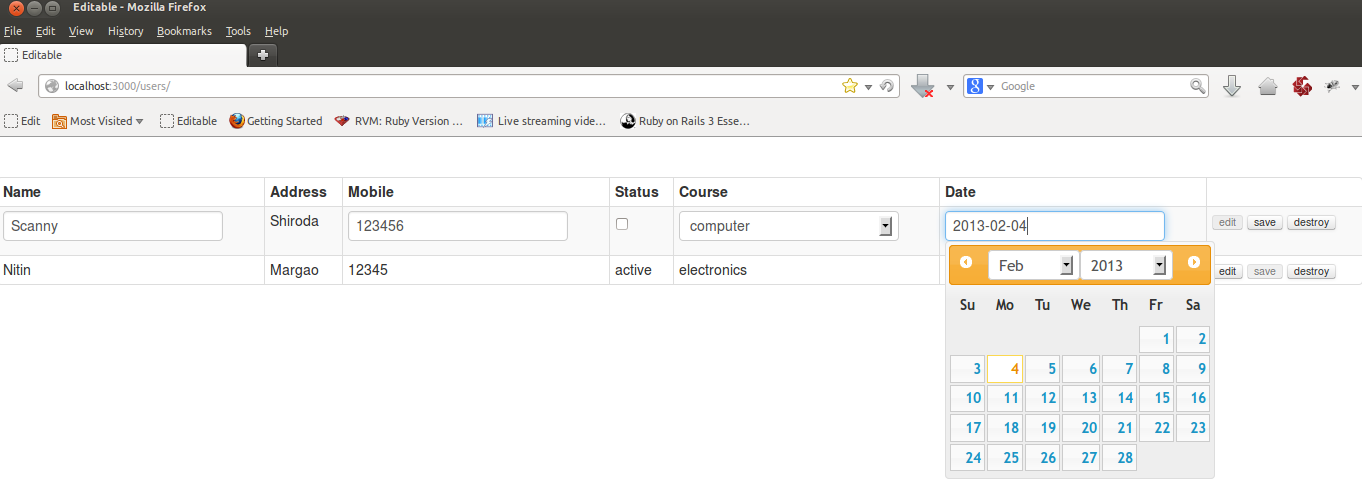 Editable - Mozilla Firefox
File Edit View History Bookmarks Tools Help
Editable
localhost:3000/users/ Google
Edit Most Visited Editable Getting Started RVM: Ruby Version ... Live streaming vide... Ruby on Rails 3 Esse...
Name Address Mobile Status Course Date
Scanny Shiroda 123456 computer 2013-02-04 edit save destroy
Nitin Margao 12345 active electronics edit save destroy
Feb 2013
Su Mo Tu We Th Fr Sa
1 2
3 4 5 6 7 8 9
10 11 12 13 14 15 16
17 18 19 20 21 22 23
24 25 26 27 28